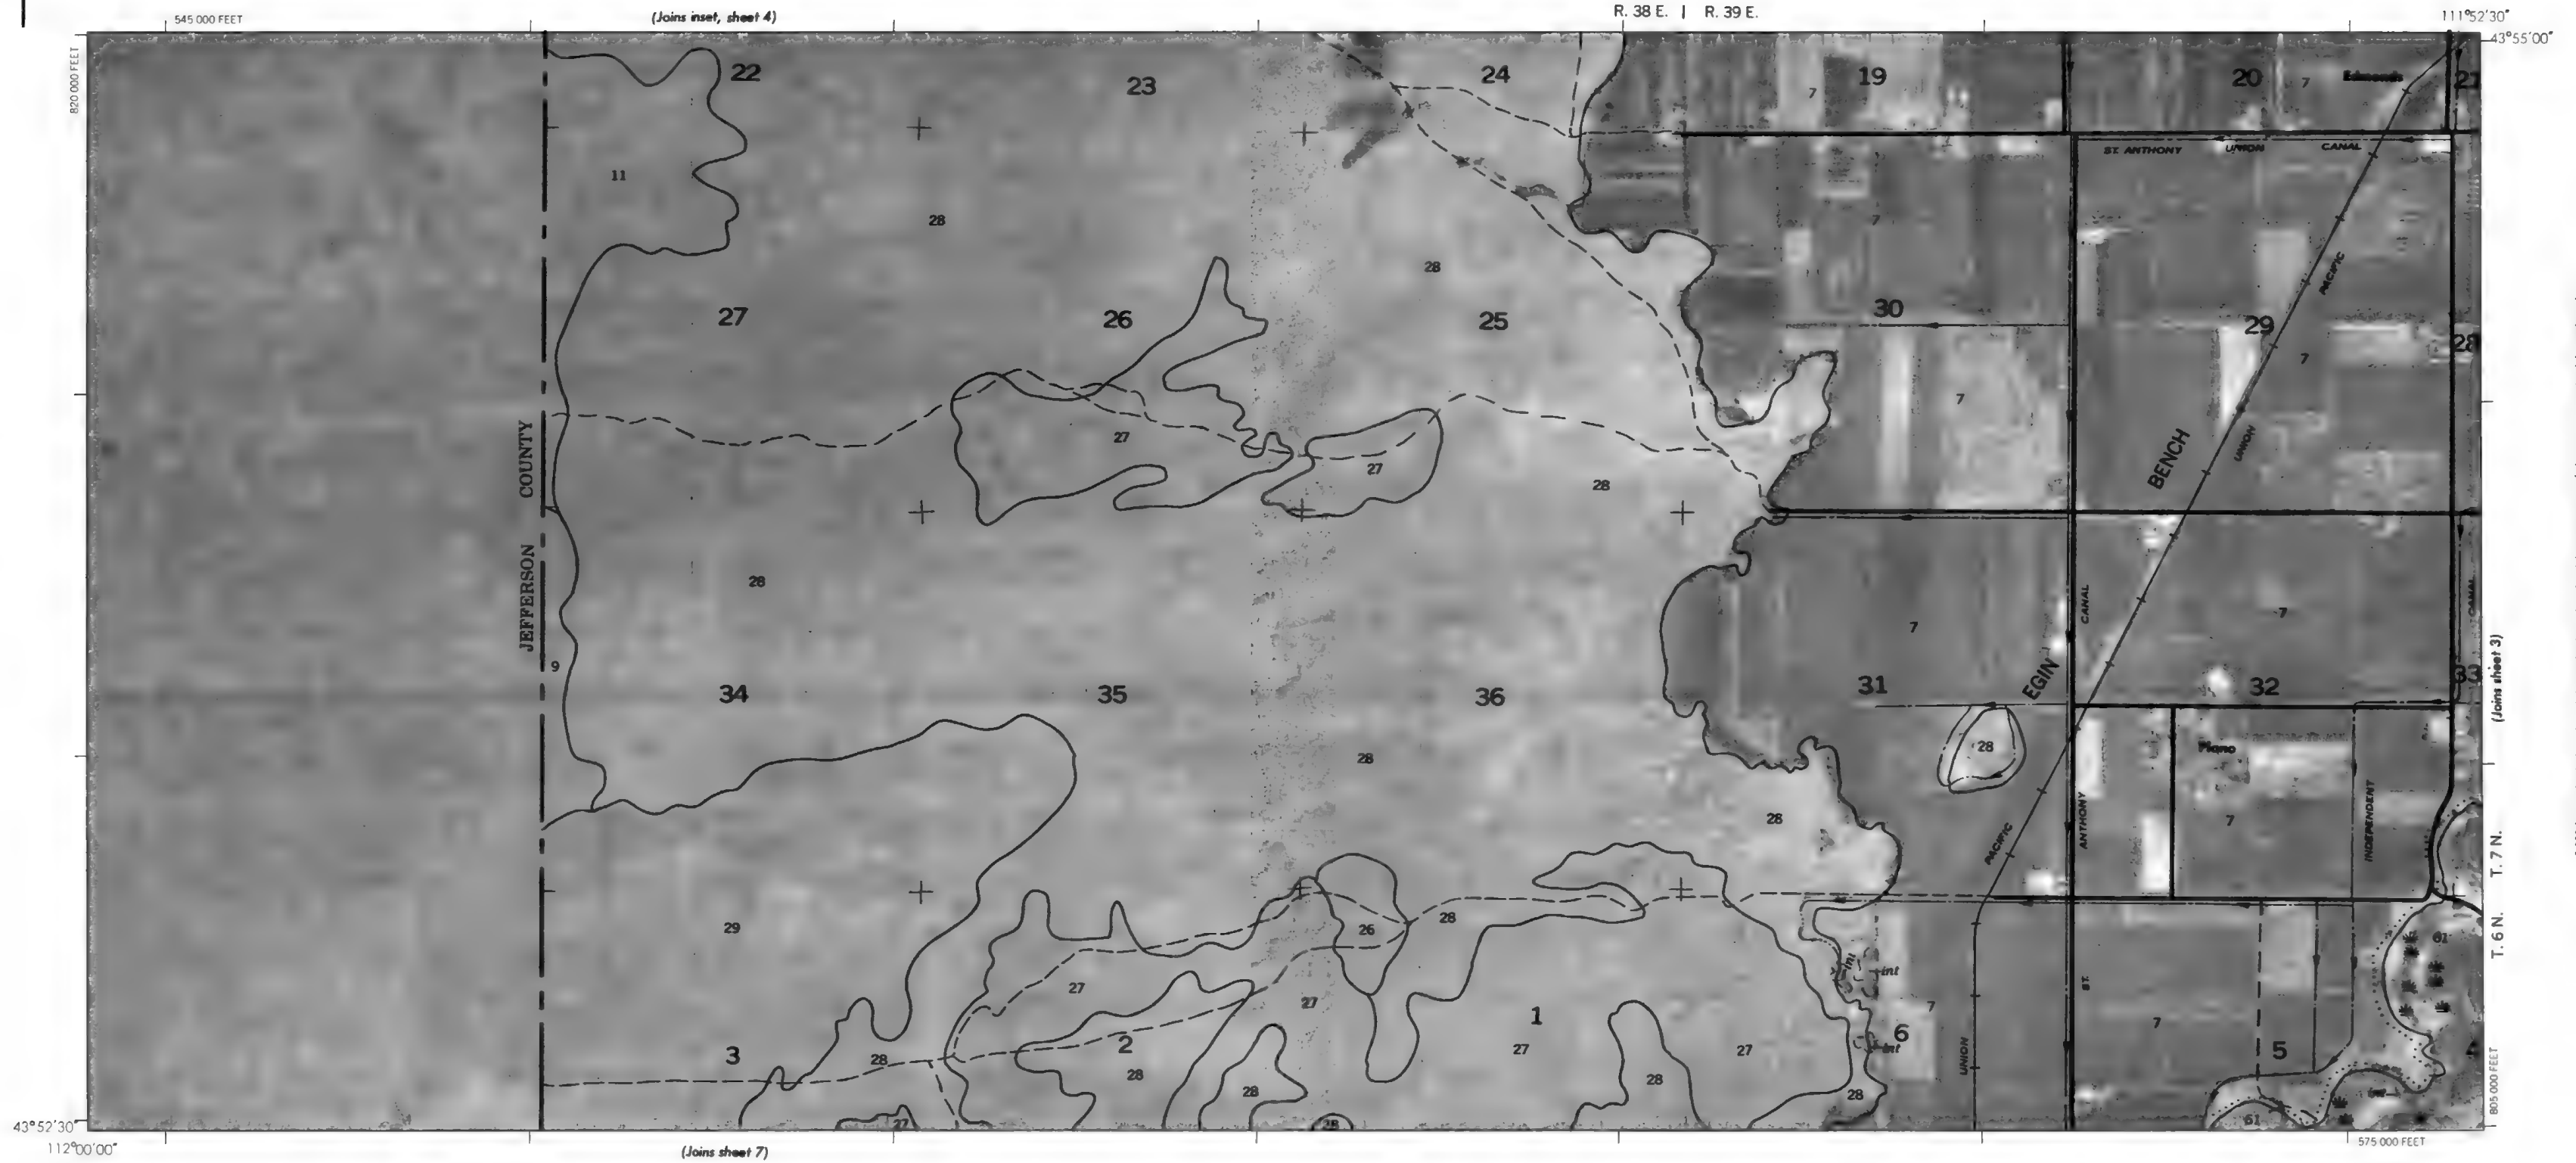 545 000 FEET
(Joins inset, sheet 4)
R. 38 E. | R. 39 E.
111°52'30"
43°55'00"
820 000 FEET
22
23
24
19
20
21
Edmonds
7
7
ST. ANTHONY UNION CANAL
11
28
7
28
PACIFIC
27
26
25
30
29
28
7
7
27
27
28
UNION
BENCH
COUNTY
JEFFERSON
28
7
7
CANAL
CANAL
9
34
35
36
31
EGIN
32
33
(Joins sheet 3)
28
28
Plano
28
7
PACIFIC
ANTHONY
INDEPENDENT
T. 7 N.
T. 6 N.
29
26
28
61
Int
Int
ST.
27
27
7
7
1
6
5
3
2
28
28
28
27
28
27
Int
28
UNION
805 000 FEET
43°52'30"
27
28
61
112°00'00"
(Joins sheet 7)
575 000 FEET